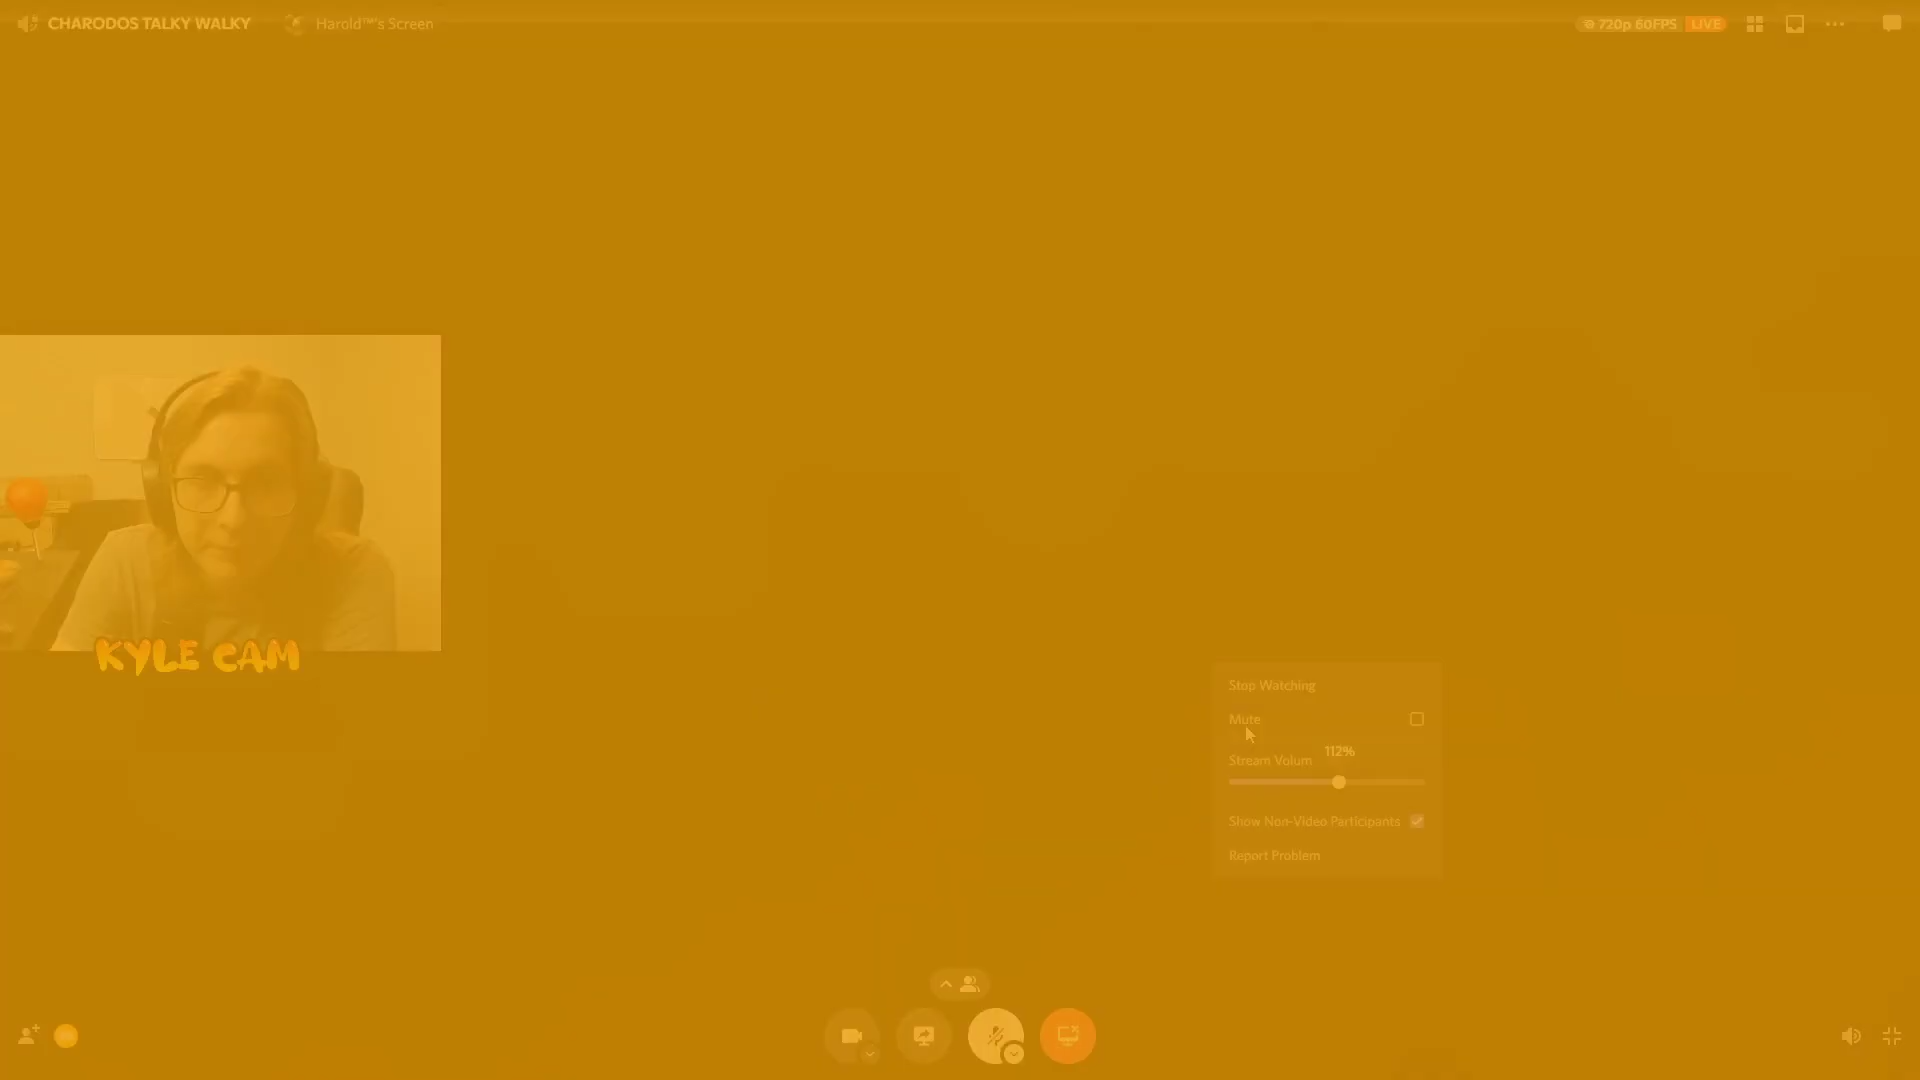 CHARODOS TALKY WALKY
Harold™'s Screen
720p 60FPS
LIVE
KYLE CAM
Stop Watching
Mute
112%
Stream Volum
Show Non-Video Participants
Report Problem